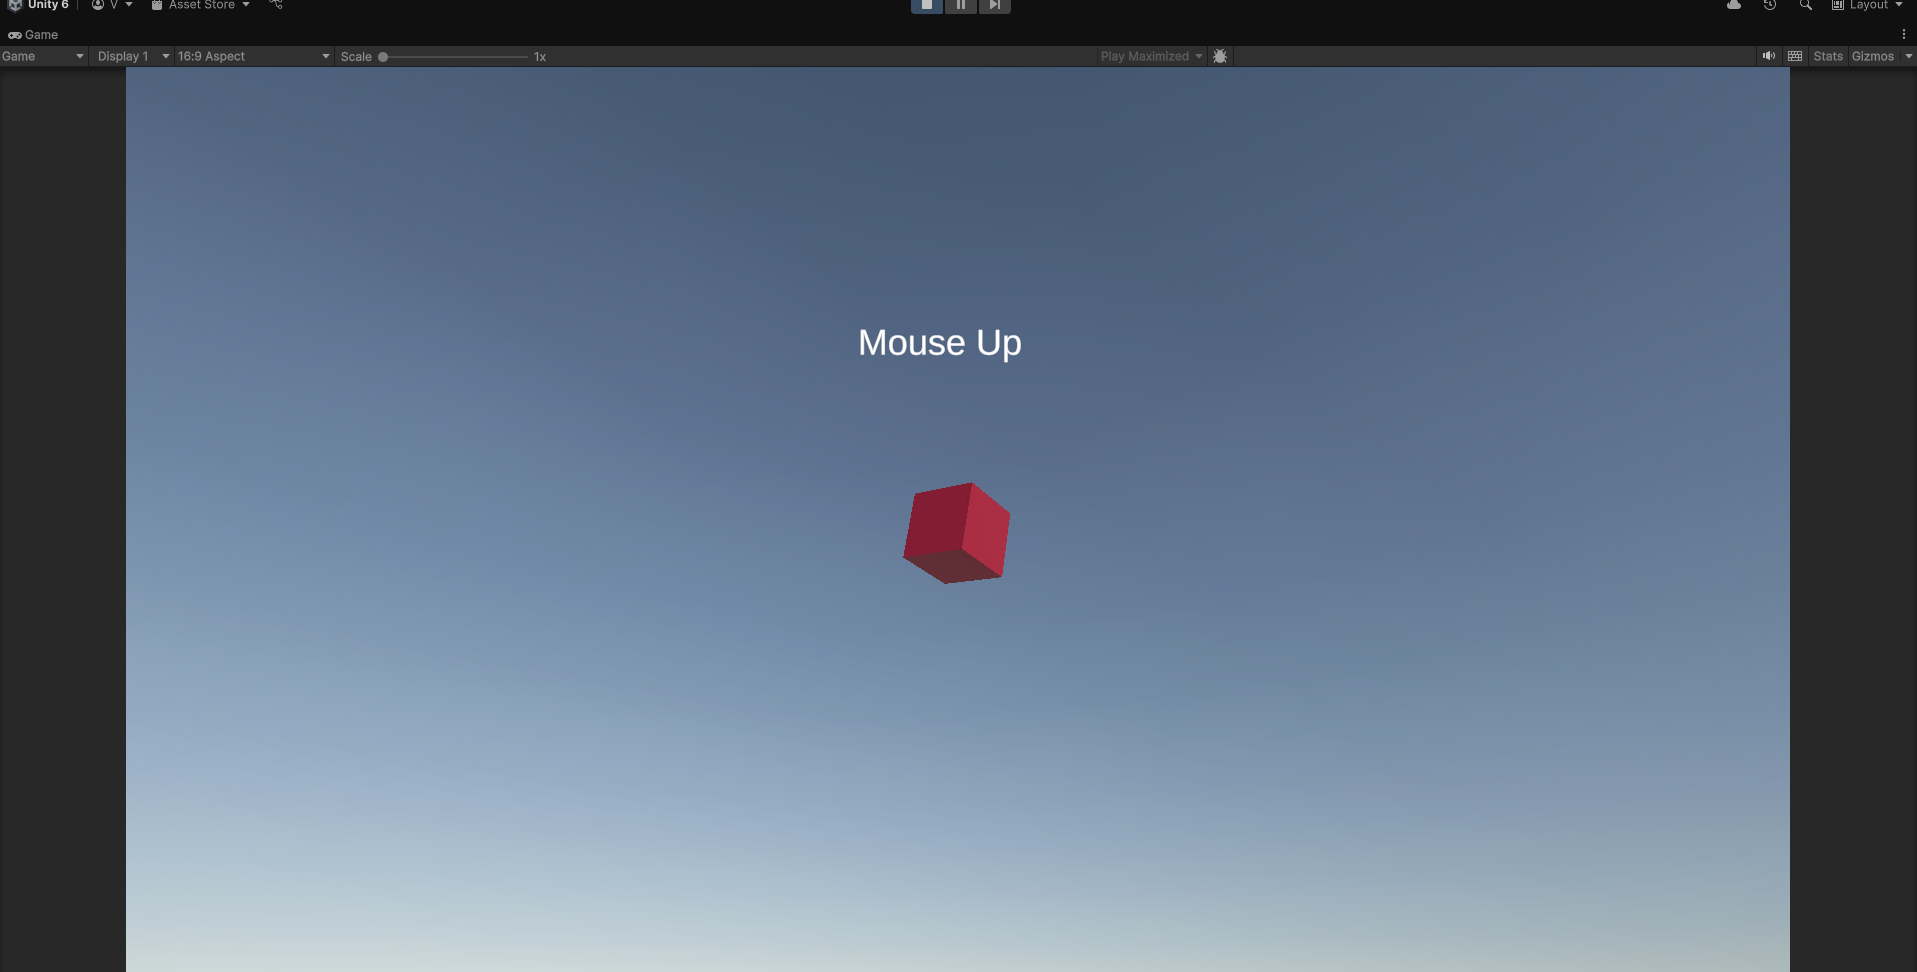 Unity 6 V Asset Store Layout
Game
Game Display 1 16:9 Aspect Scale 1x Play Maximized Stats Gizmos
Mouse Up